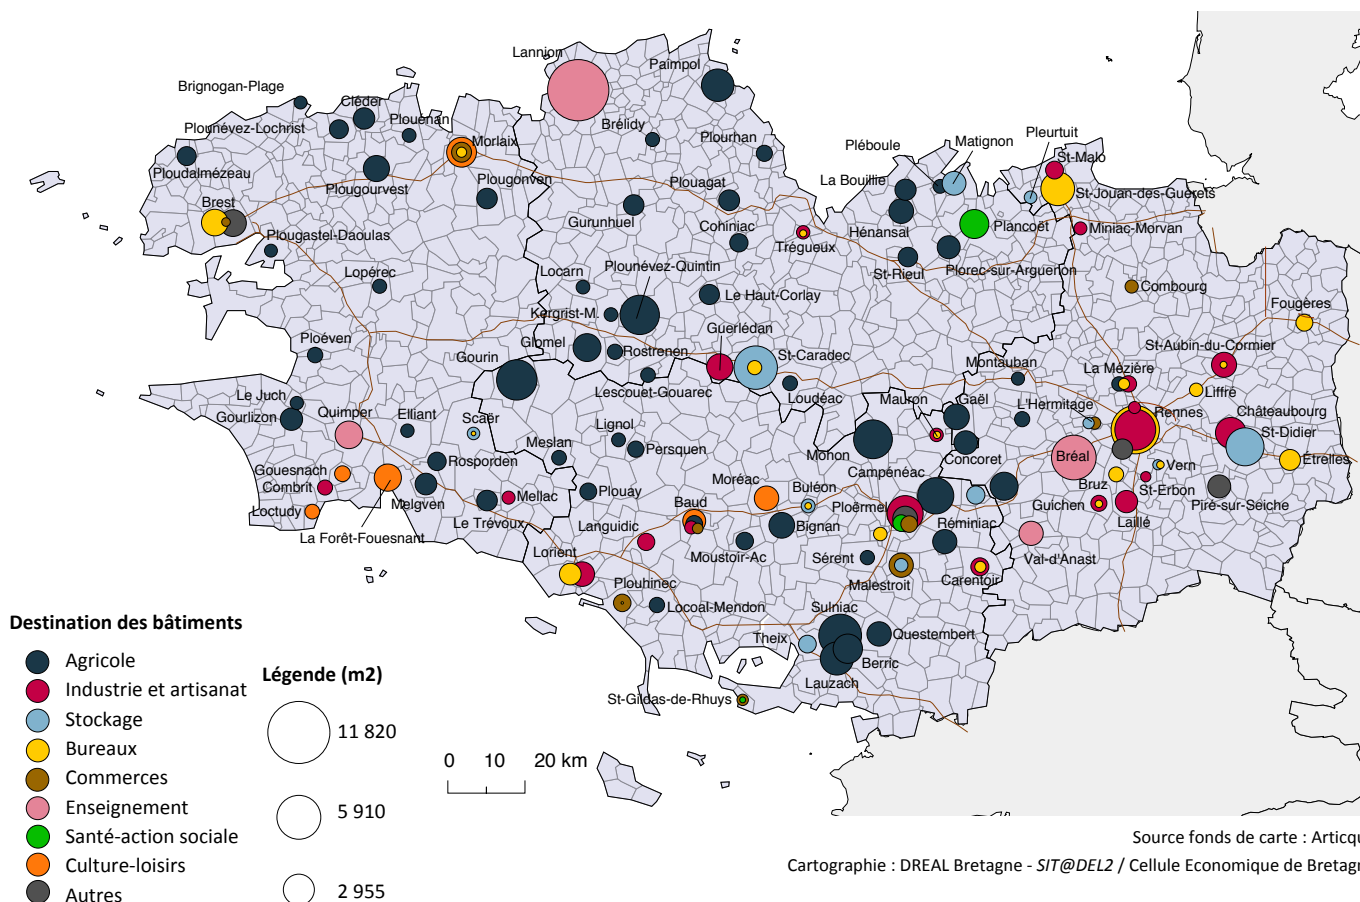 Lannion
Paimpol
Brignogan-Plage
Cléder
Plounévez-Lochrist
Plouénan
Morlaix
Brélidy
Plourhan
Pléboule
Matignon
Pleurtuit
St-Malo
Ploudalmézeau
Plougourvest
Plougonven
Plouagat
La Bouillie
St-Jouan-des-Guérets
Brest
Gurunhuel
Cohiniac
Trégueux
Hénansal
Plancoët
Miniac-Morvan
Plougastel-Daoulas
Plorec-sur-Arguenon
St-Rieul
Lopérec
Locarn
Plounévez-Quintin
Combourg
Le Haut-Corlay
Kergrist-M.
Guerlédan
Fougères
Ploéven
Glomel
Rostrenen
St-Caradec
St-Aubin-du-Cormier
Gourin
Montauban
La Mézière
Lescouet-Gouarec
Loudéac
Liffré
Le Juch
Mauron
Gaël
L'Hermitage
Rennes
Châteaubourg
Gourlizon
Quimper
Elliant
Scaër
Lignol
St-Didier
Meslan
Persquen
Mohon
Concoret
Bréal
Étrelles
Gouesnach
Rosporden
Campénéac
Vern
Combrit
Moréac
Buléon
Bruz
St-Erbon
Loctudy
Melgven
Mellac
Plouay
Baud
Ploërmel
Guichen
Piré-sur-Seiche
Le Trévoux
Languidic
Bignan
Réminiac
Laillé
La Forêt-Fouesnant
Lorient
Moustoir-Ac
Sérent
Val-d'Anast
Plouhinec
Malestroit
Carentoir
Locoal-Mendon
Sulniac
Theix
Questembert
Berric
Lauzach
St-Gildas-de-Rhuys
Destination des bâtiments
Agricole
Industrie et artisanat
Stockage
Bureaux
Commerces
Enseignement
Santé-action sociale
Culture-loisirs
Autres
Légende (m2)
11 820
5 910
2 955
0 10 20 km
Source fonds de carte : Articqu
Cartographie : DREAL Bretagne - SIT@DEL2 / Cellule Economique de Bretagn